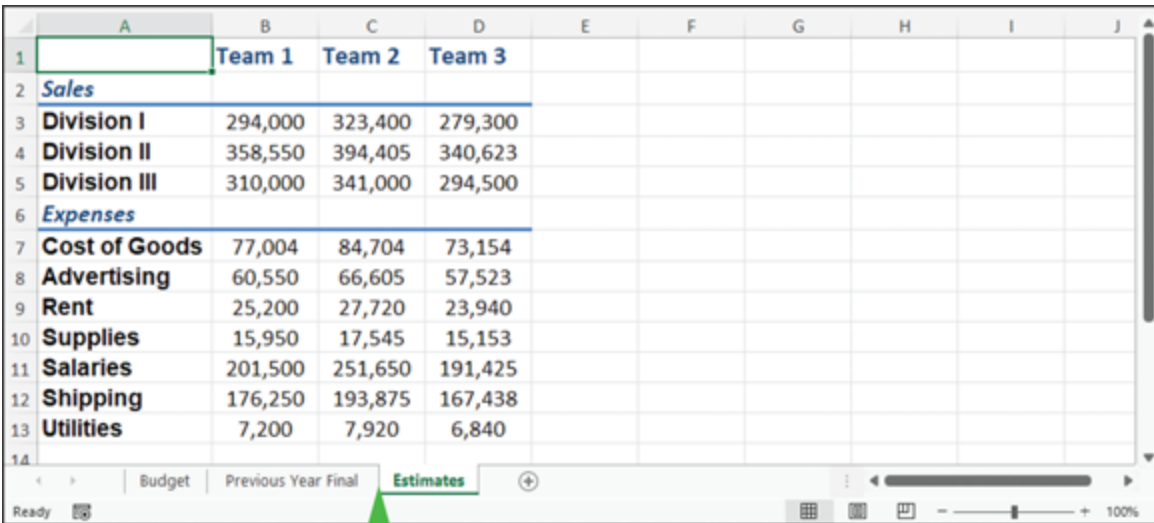 A B C D E F G H I J
1 Team 1 Team 2 Team 3
2 Sales
3 Division I 294,000 323,400 279,300
4 Division II 358,550 394,405 340,623
5 Division III 310,000 341,000 294,500
6 Expenses
7 Cost of Goods 77,004 84,704 73,154
8 Advertising 60,550 66,605 57,523
9 Rent 25,200 27,720 23,940
10 Supplies 15,950 17,545 15,153
11 Salaries 201,500 251,650 191,425
12 Shipping 176,250 193,875 167,438
13 Utilities 7,200 7,920 6,840
14
Budget Previous Year Final Estimates
Ready 100%